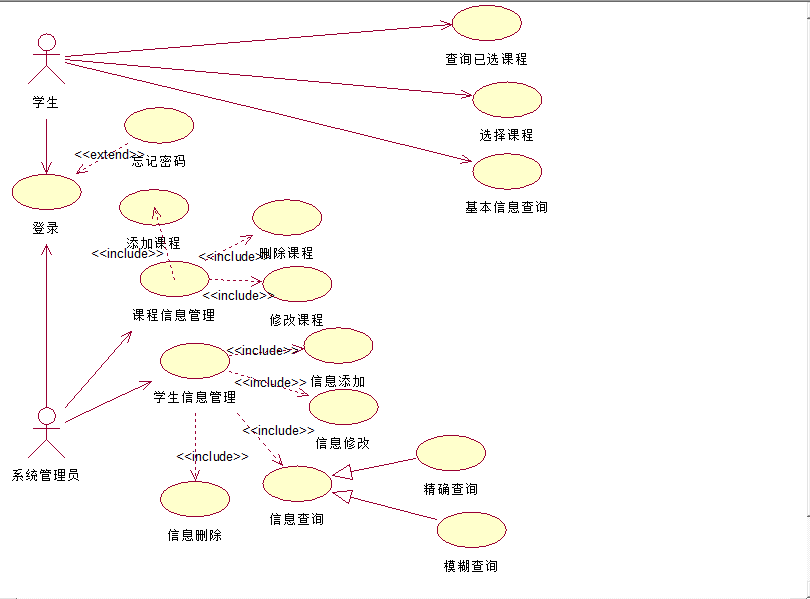 查询已选课程
学生
选择课程
<<extend>>
忘记密码
基本信息查询
登录
添加课程
<<include>>
<<include>>
删除课程
<<include>>
课程信息管理
修改课程
<<include>>
信息添加
<<include>>
学生信息管理
<<include>>
信息修改
<<include>>
系统管理员
精确查询
信息查询
信息删除
模糊查询